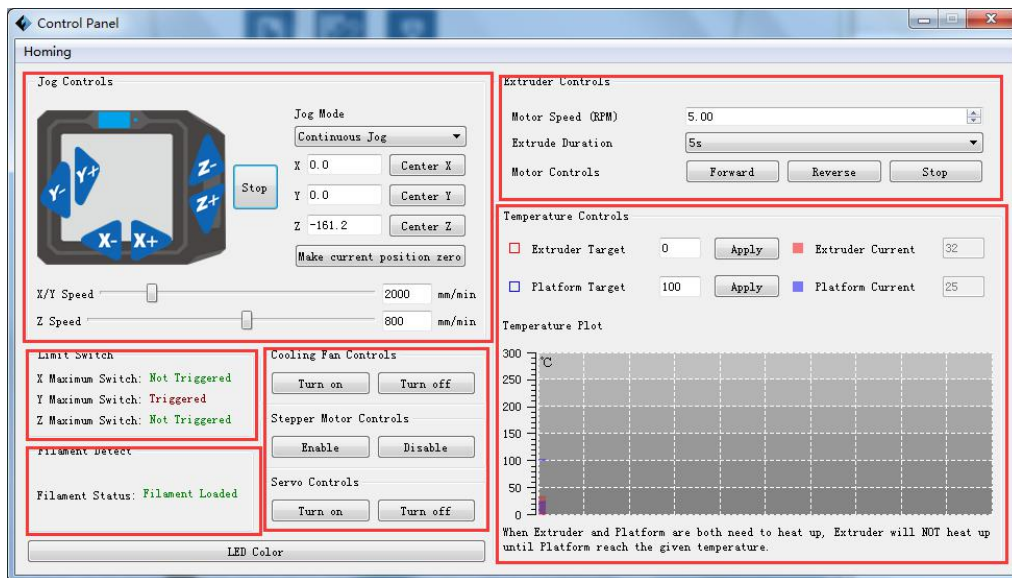 Control Panel
Homing
Jog Controls
Y-
Y+
X-
X+
Z-
Z+
Stop
Jog Mode
Continuous Jog
X 0.0 Center X
Y 0.0 Center Y
Z -161.2 Center Z
Make current position zero
X/Y Speed 2000 mm/min
Z Speed 800 mm/min
Limit Switch
X Maximum Switch: Not Triggered
Y Maximum Switch: Triggered
Z Maximum Switch: Not Triggered
Filament Detect
Filament Status: Filament Loaded
Cooling Fan Controls
Turn on Turn off
Stepper Motor Controls
Enable Disable
Servo Controls
Turn on Turn off
LED Color
Extruder Controls
Motor Speed (RPM) 5.00
Extrude Duration 5s
Motor Controls Forward Reverse Stop
Temperature Controls
Extruder Target 0 Apply Extruder Current 32
Platform Target 100 Apply Platform Current 25
Temperature Plot
°C
300
250
200
150
100
50
0
When Extruder and Platform are both need to heat up, Extruder will NOT heat up
until Platform reach the given temperature.